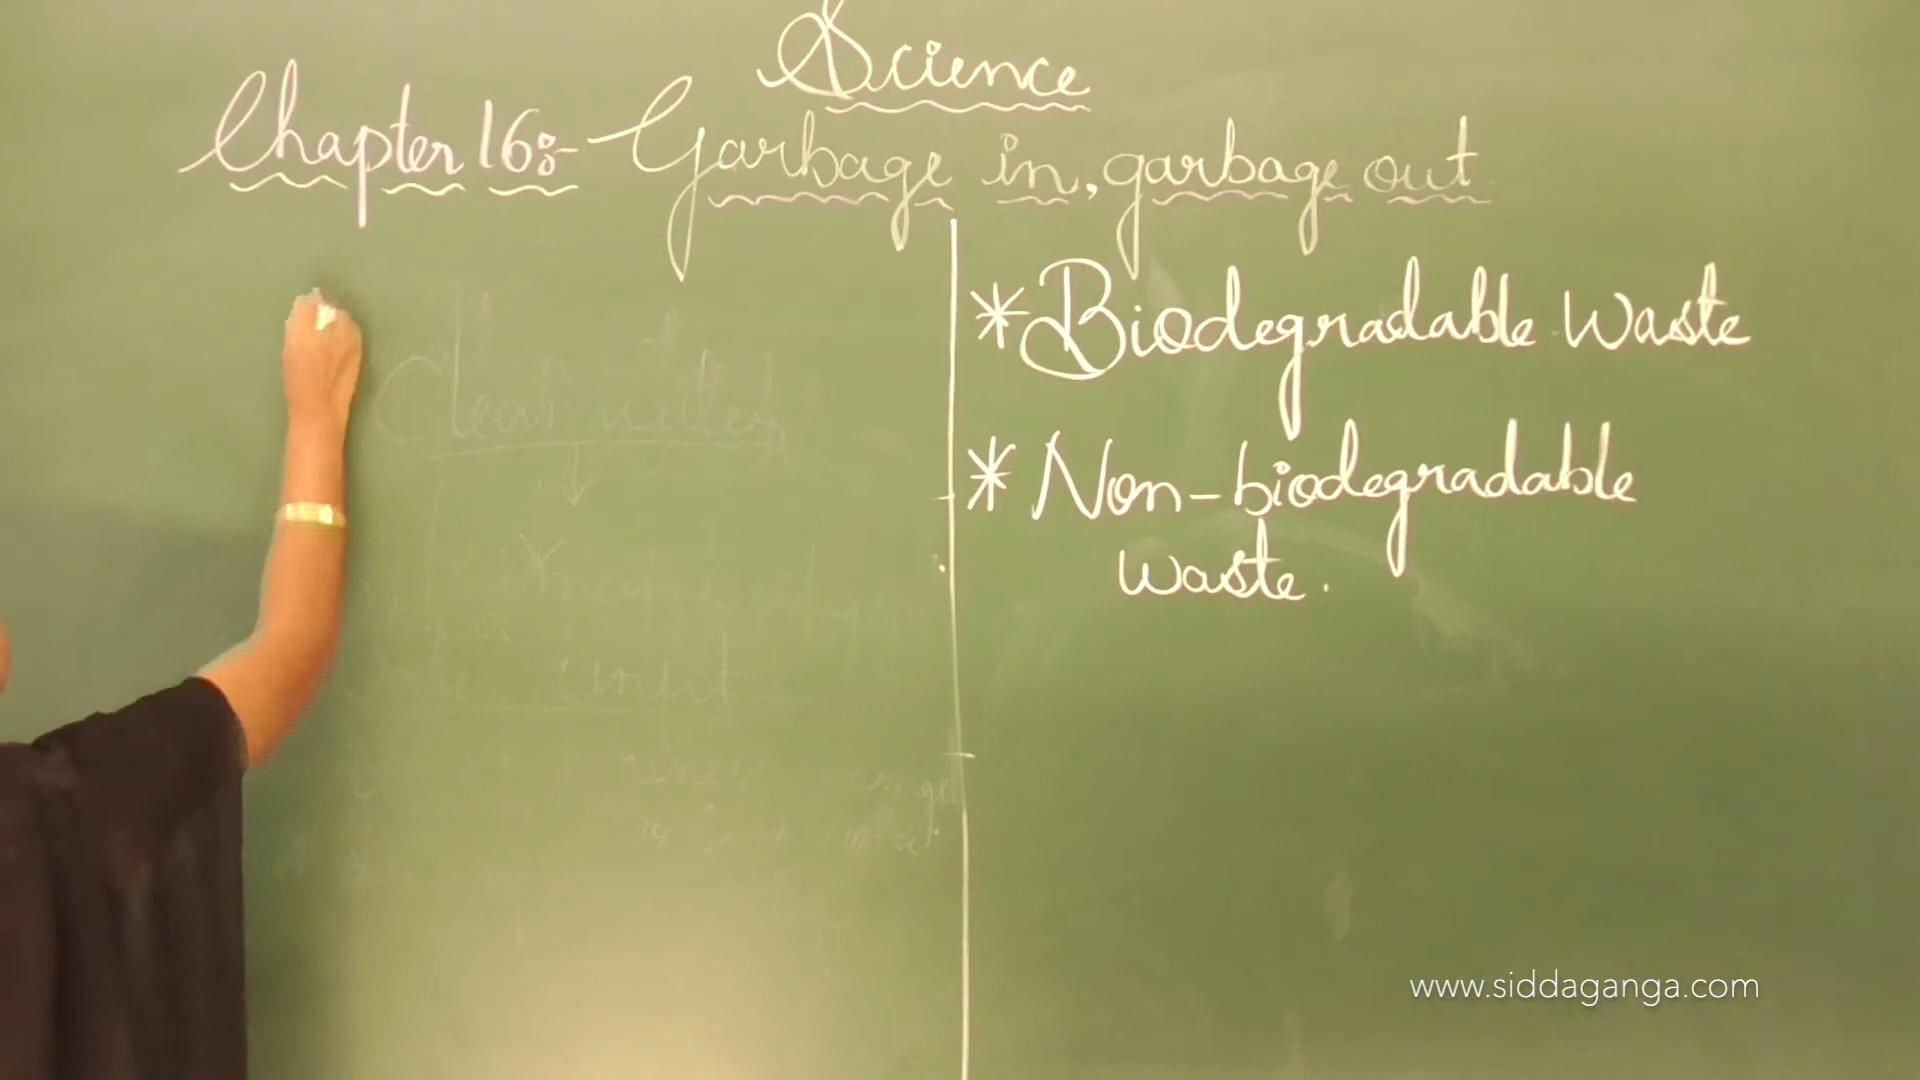 Science
Chapter 16:- Garbage in, garbage out.
* Biodegradable Waste
* Non-biodegradable
waste.
www.siddaganga.com